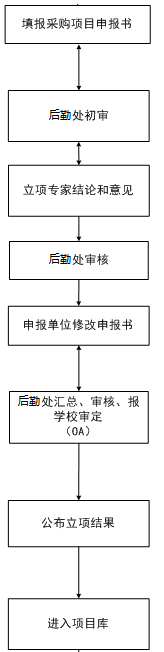 填报采购项目申报书
后勤处初审
立项专家结论和意见
后勤处审核
申报单位修改申报书
后勤处汇总、审核、报
学校审定
（OA）
公布立项结果
进入项目库